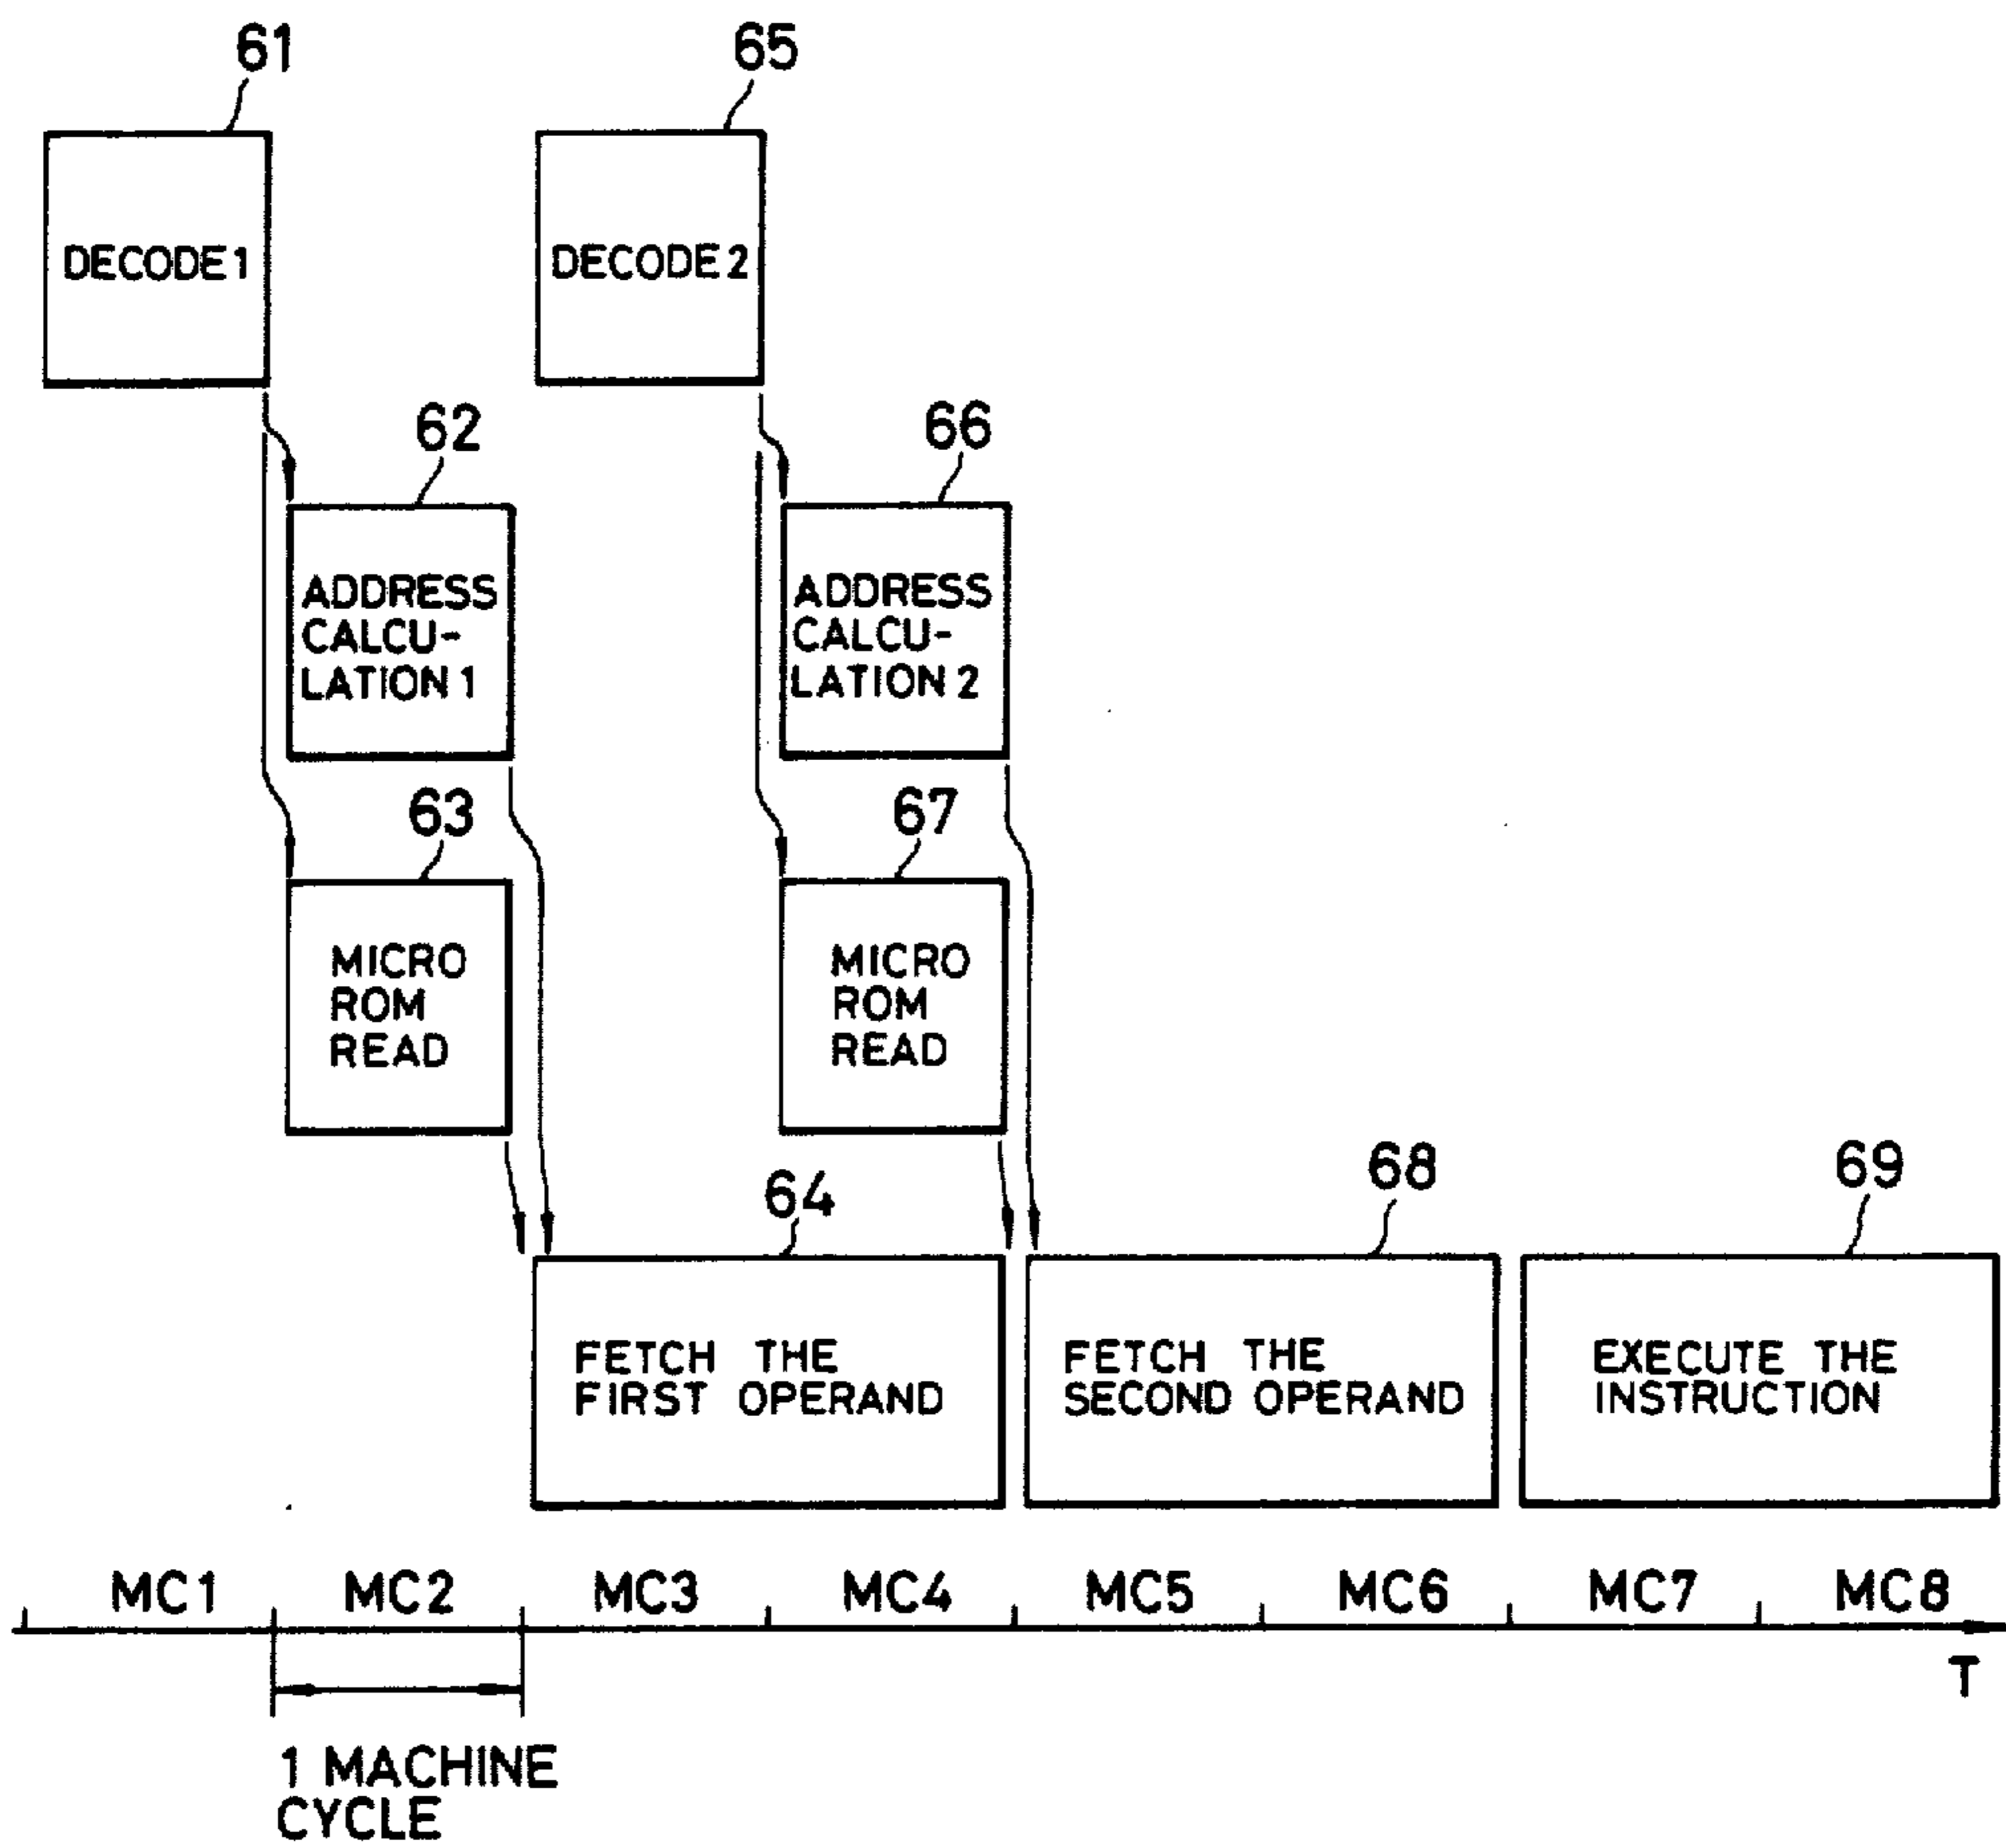 61
65
DECODE 1
DECODE 2
62
66
ADDRESS
CALCU-
LATION 1
ADDRESS
CALCU-
LATION 2
63
67
MICRO
ROM
READ
MICRO
ROM
READ
64
68
69
FETCH THE
FIRST OPERAND
FETCH THE
SECOND OPERAND
EXECUTE THE
INSTRUCTION
MC1 MC2 MC3 MC4 MC5 MC6 MC7 MC8
T
1 MACHINE
CYCLE